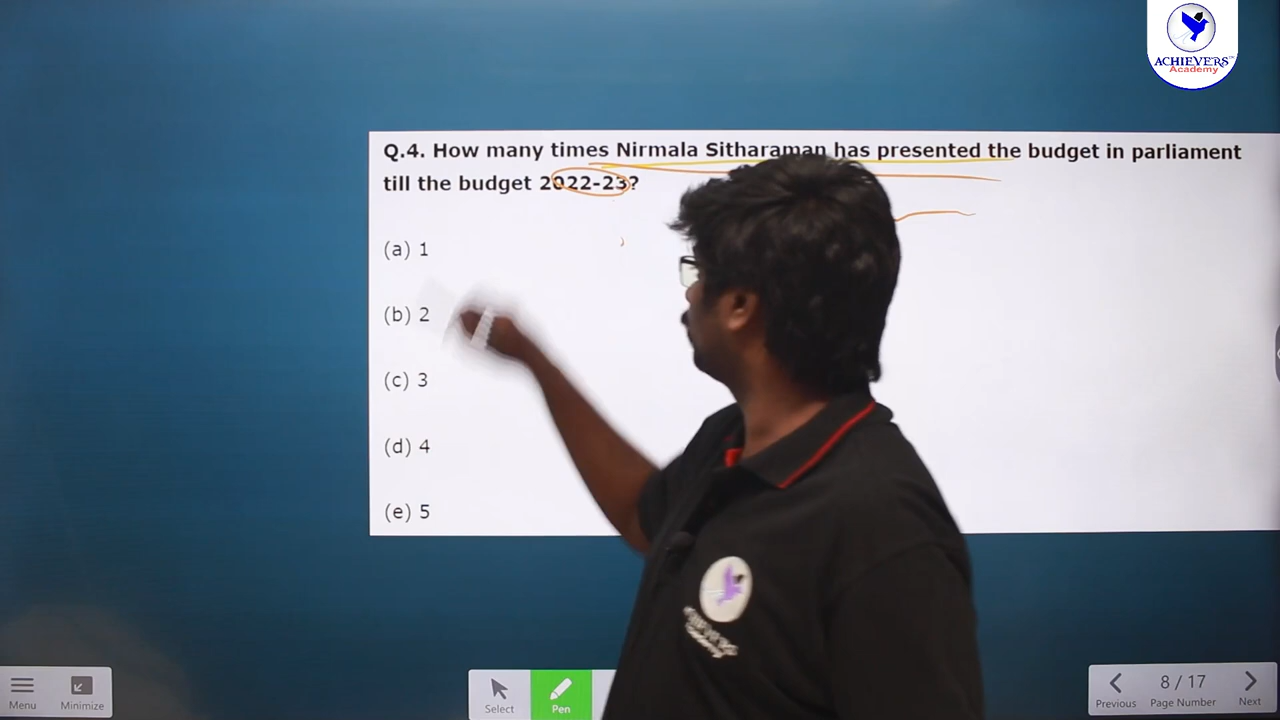 ACHIEVERS
Academy
Q.4. How many times Nirmala Sitharaman has presented the budget in parliament
till the budget 2022-23?
(a) 1
(b) 2
(c) 3
(d) 4
(e) 5
Menu
Minimize
Select
Pen
8 / 17
Previous
Page Number
Next